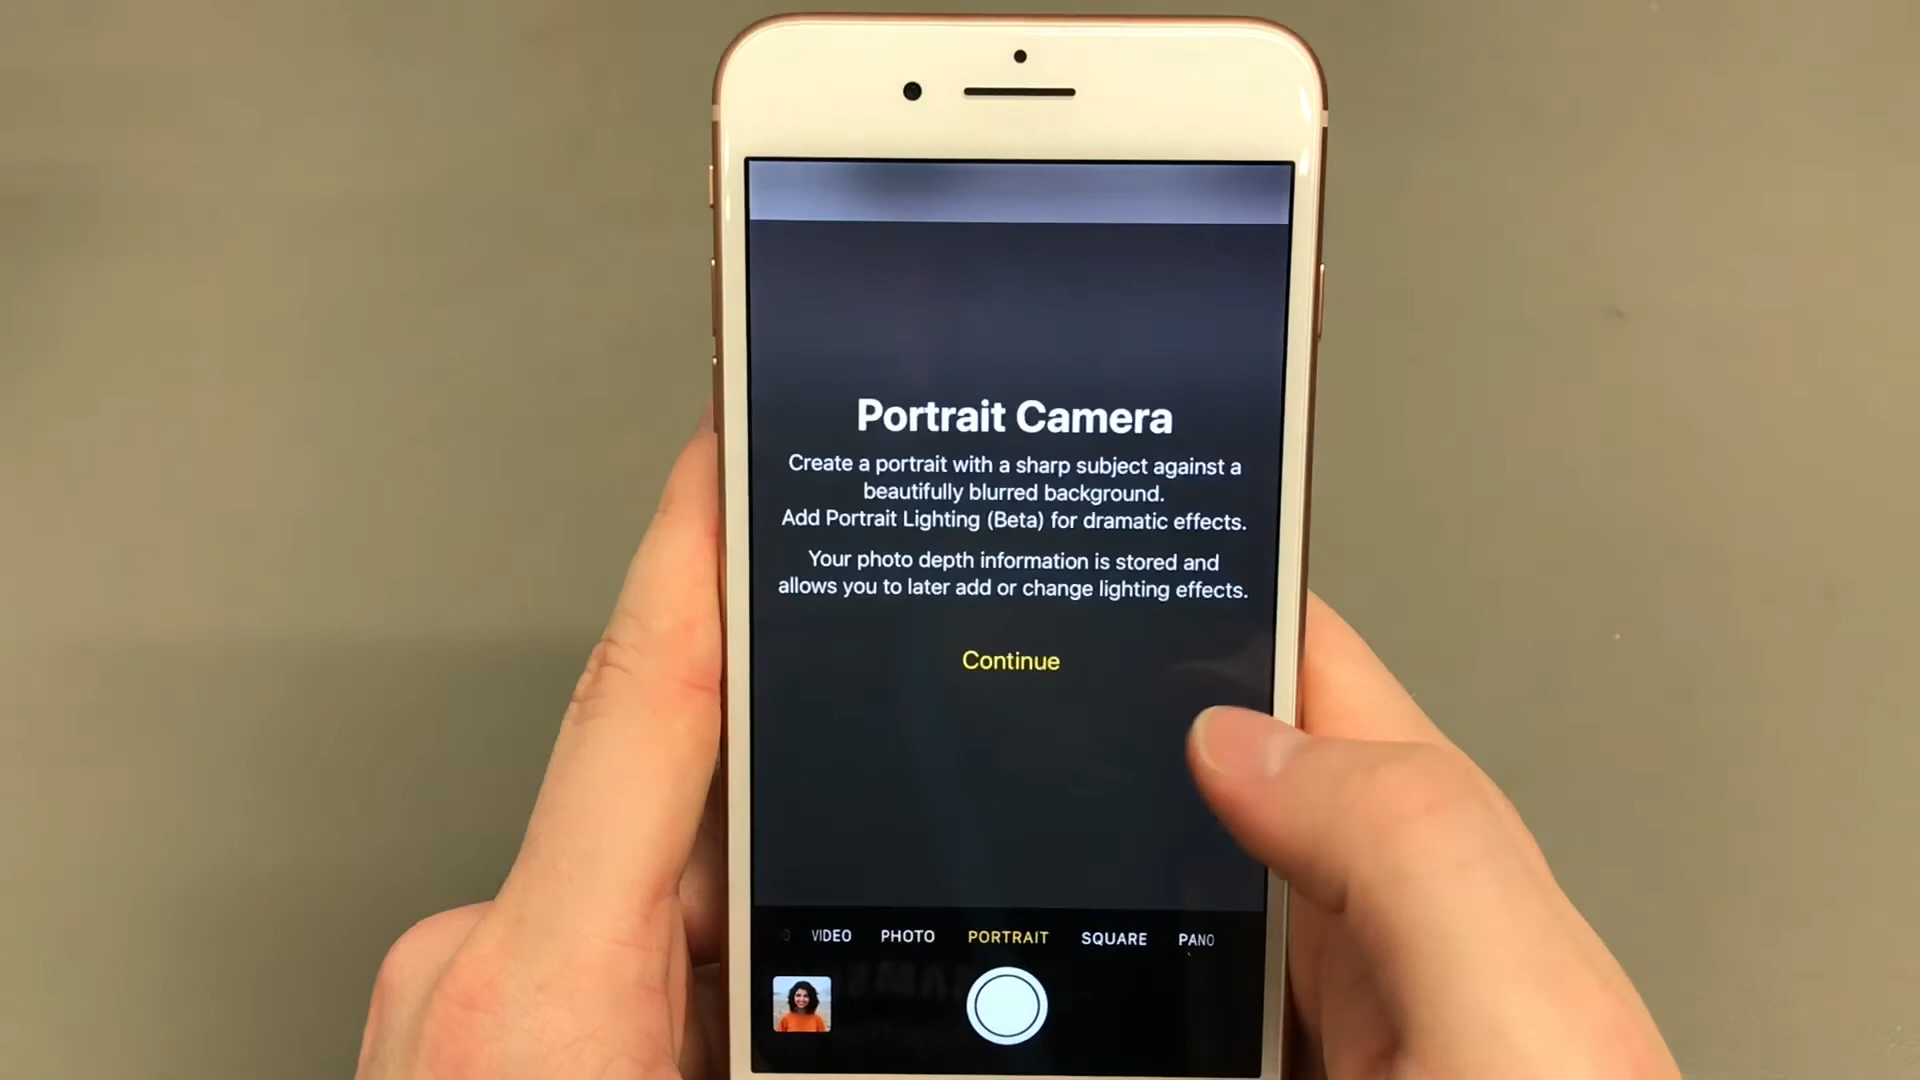 Portrait Camera
Create a portrait with a sharp subject against a
beautifully blurred background.
Add Portrait Lighting (Beta) for dramatic effects.
Your photo depth information is stored and
allows you to later add or change lighting effects.
Continue
VIDEO PHOTO PORTRAIT SQUARE PANO